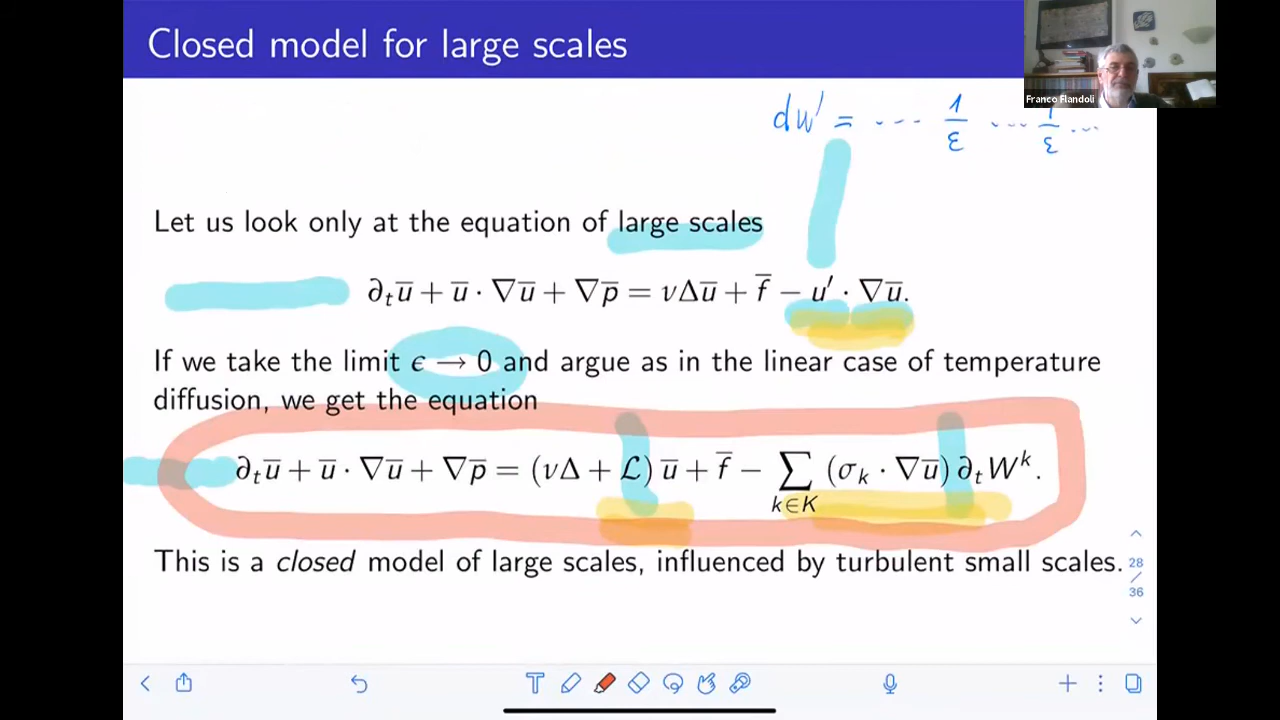 Closed model for large scales
Franco Flandoli
dw' = ... 1/ε ... 1/ε ...
Let us look only at the equation of large scales
∂ₜu̅ + u̅ · ∇u̅ + ∇p̅ = νΔu̅ + f̅ − u′ · ∇u̅.
If we take the limit ϵ → 0 and argue as in the linear case of temperature
diffusion, we get the equation
∂ₜu̅ + u̅ · ∇u̅ + ∇p̅ = (νΔ + ℒ) u̅ + f̅ − ∑_{k∈K} (σₖ · ∇u̅) ∂ₜWᵏ.
This is a closed model of large scales, influenced by turbulent small scales.
28
/
36